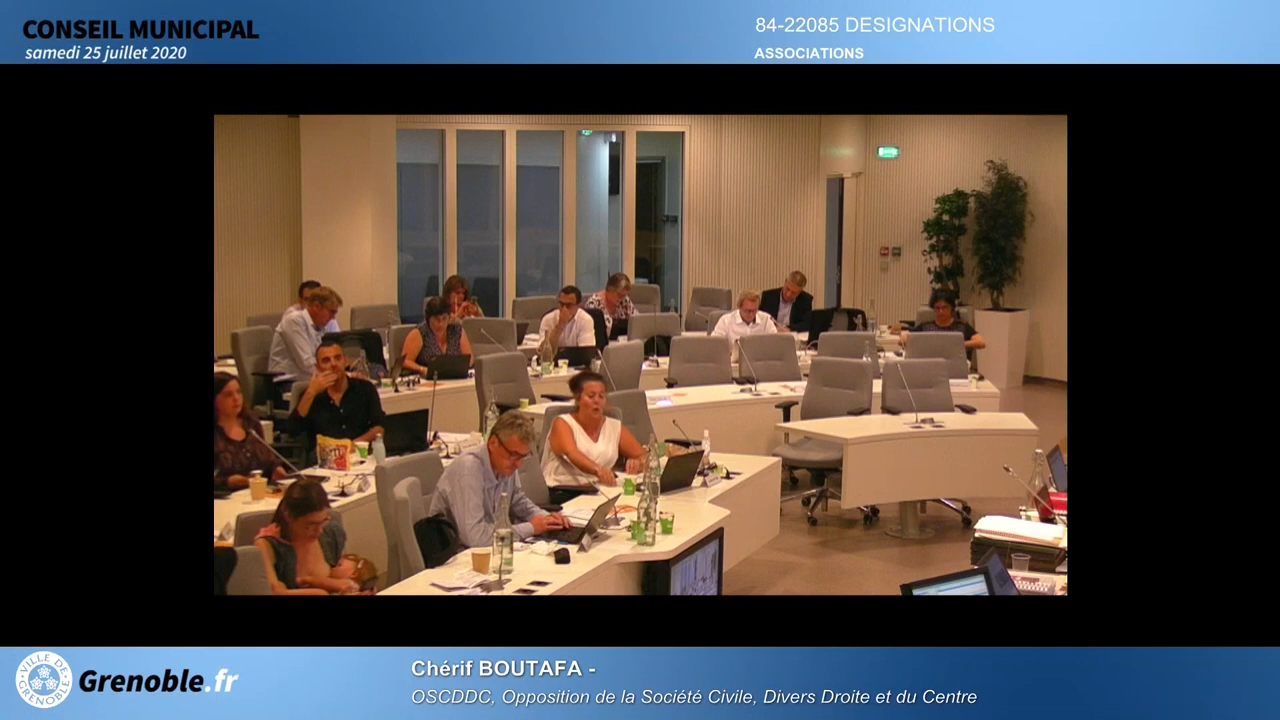 CONSEIL MUNICIPAL
samedi 25 juillet 2020
84-22085 DESIGNATIONS
ASSOCIATIONS
VILLE DE GRENOBLE
Grenoble.fr
Chérif BOUTAFA -
OSCDDC, Opposition de la Société Civile, Divers Droite et du Centre